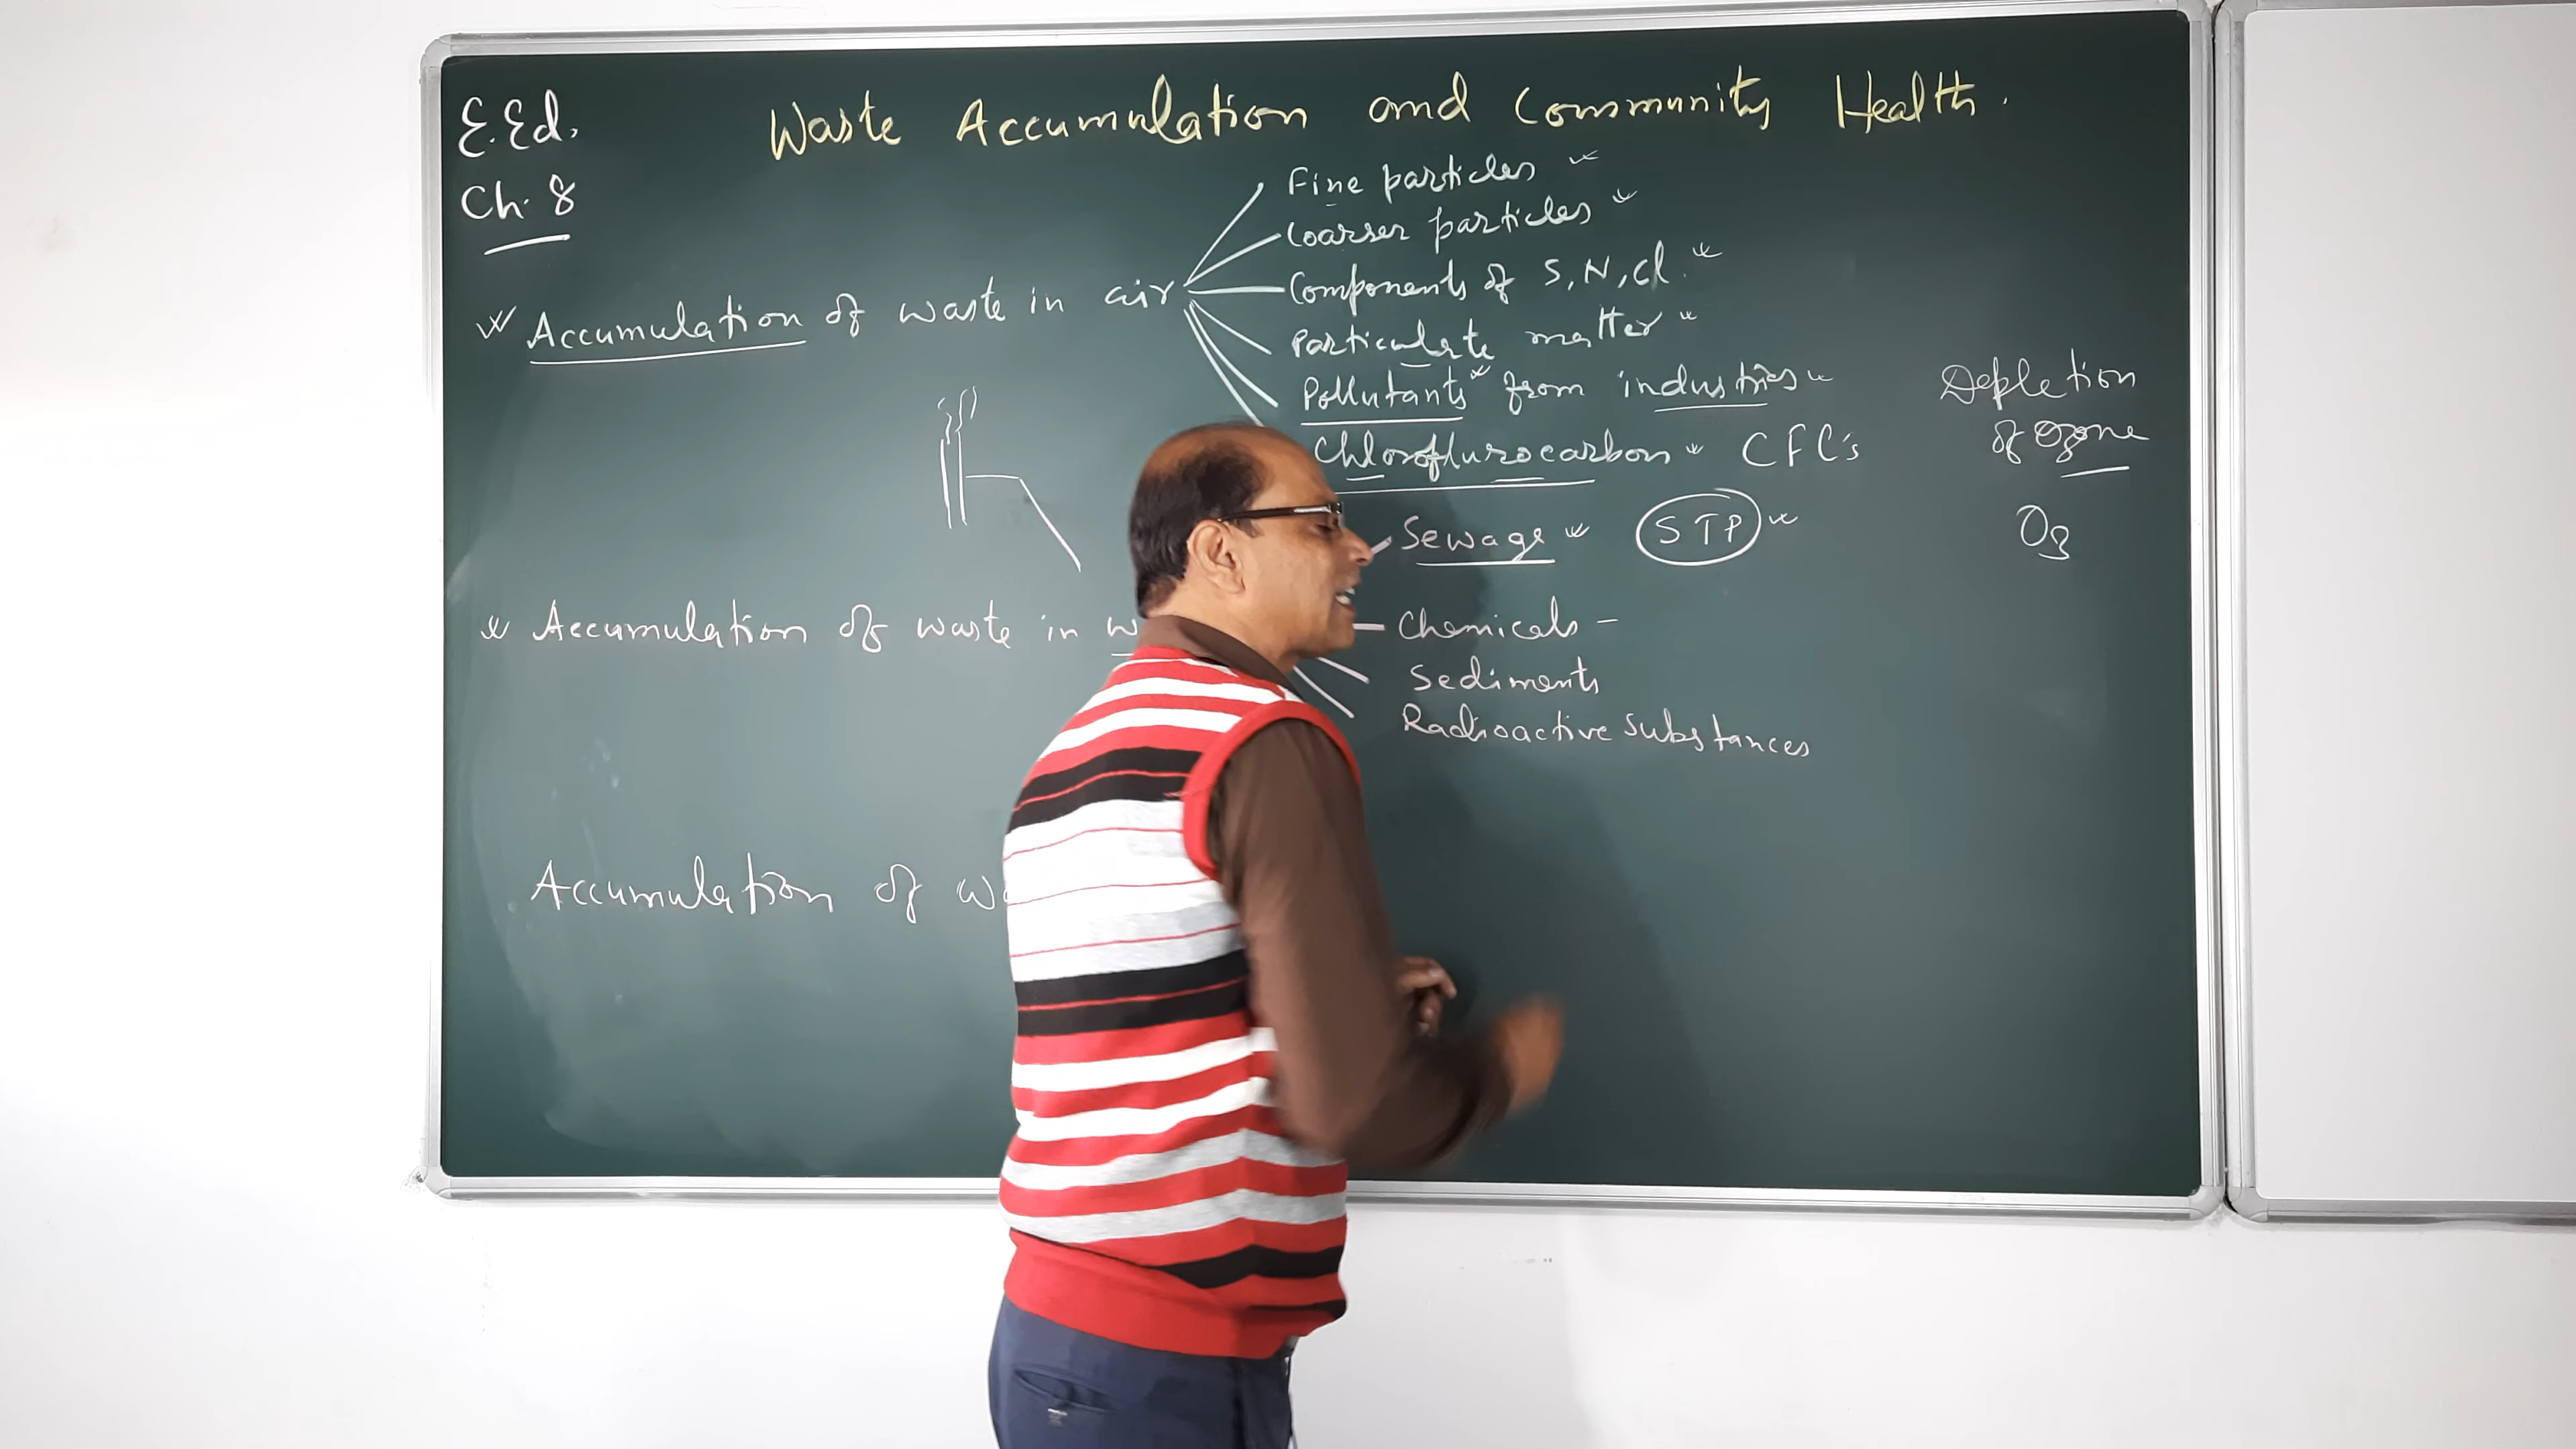 E.Ed.
Ch. 8
Waste Accumulation and Community Health.
Accumulation of waste in air
Fine particles
Coarser particles
Components of S, N, Cl.
Particulate matter
Pollutants from industries
Chloroflurocarbon CFC's
Depletion
of Ozone
O3
Accumulation of waste in
Sewage STP
Chemicals -
Sediments
Radioactive substances
Accumulation of